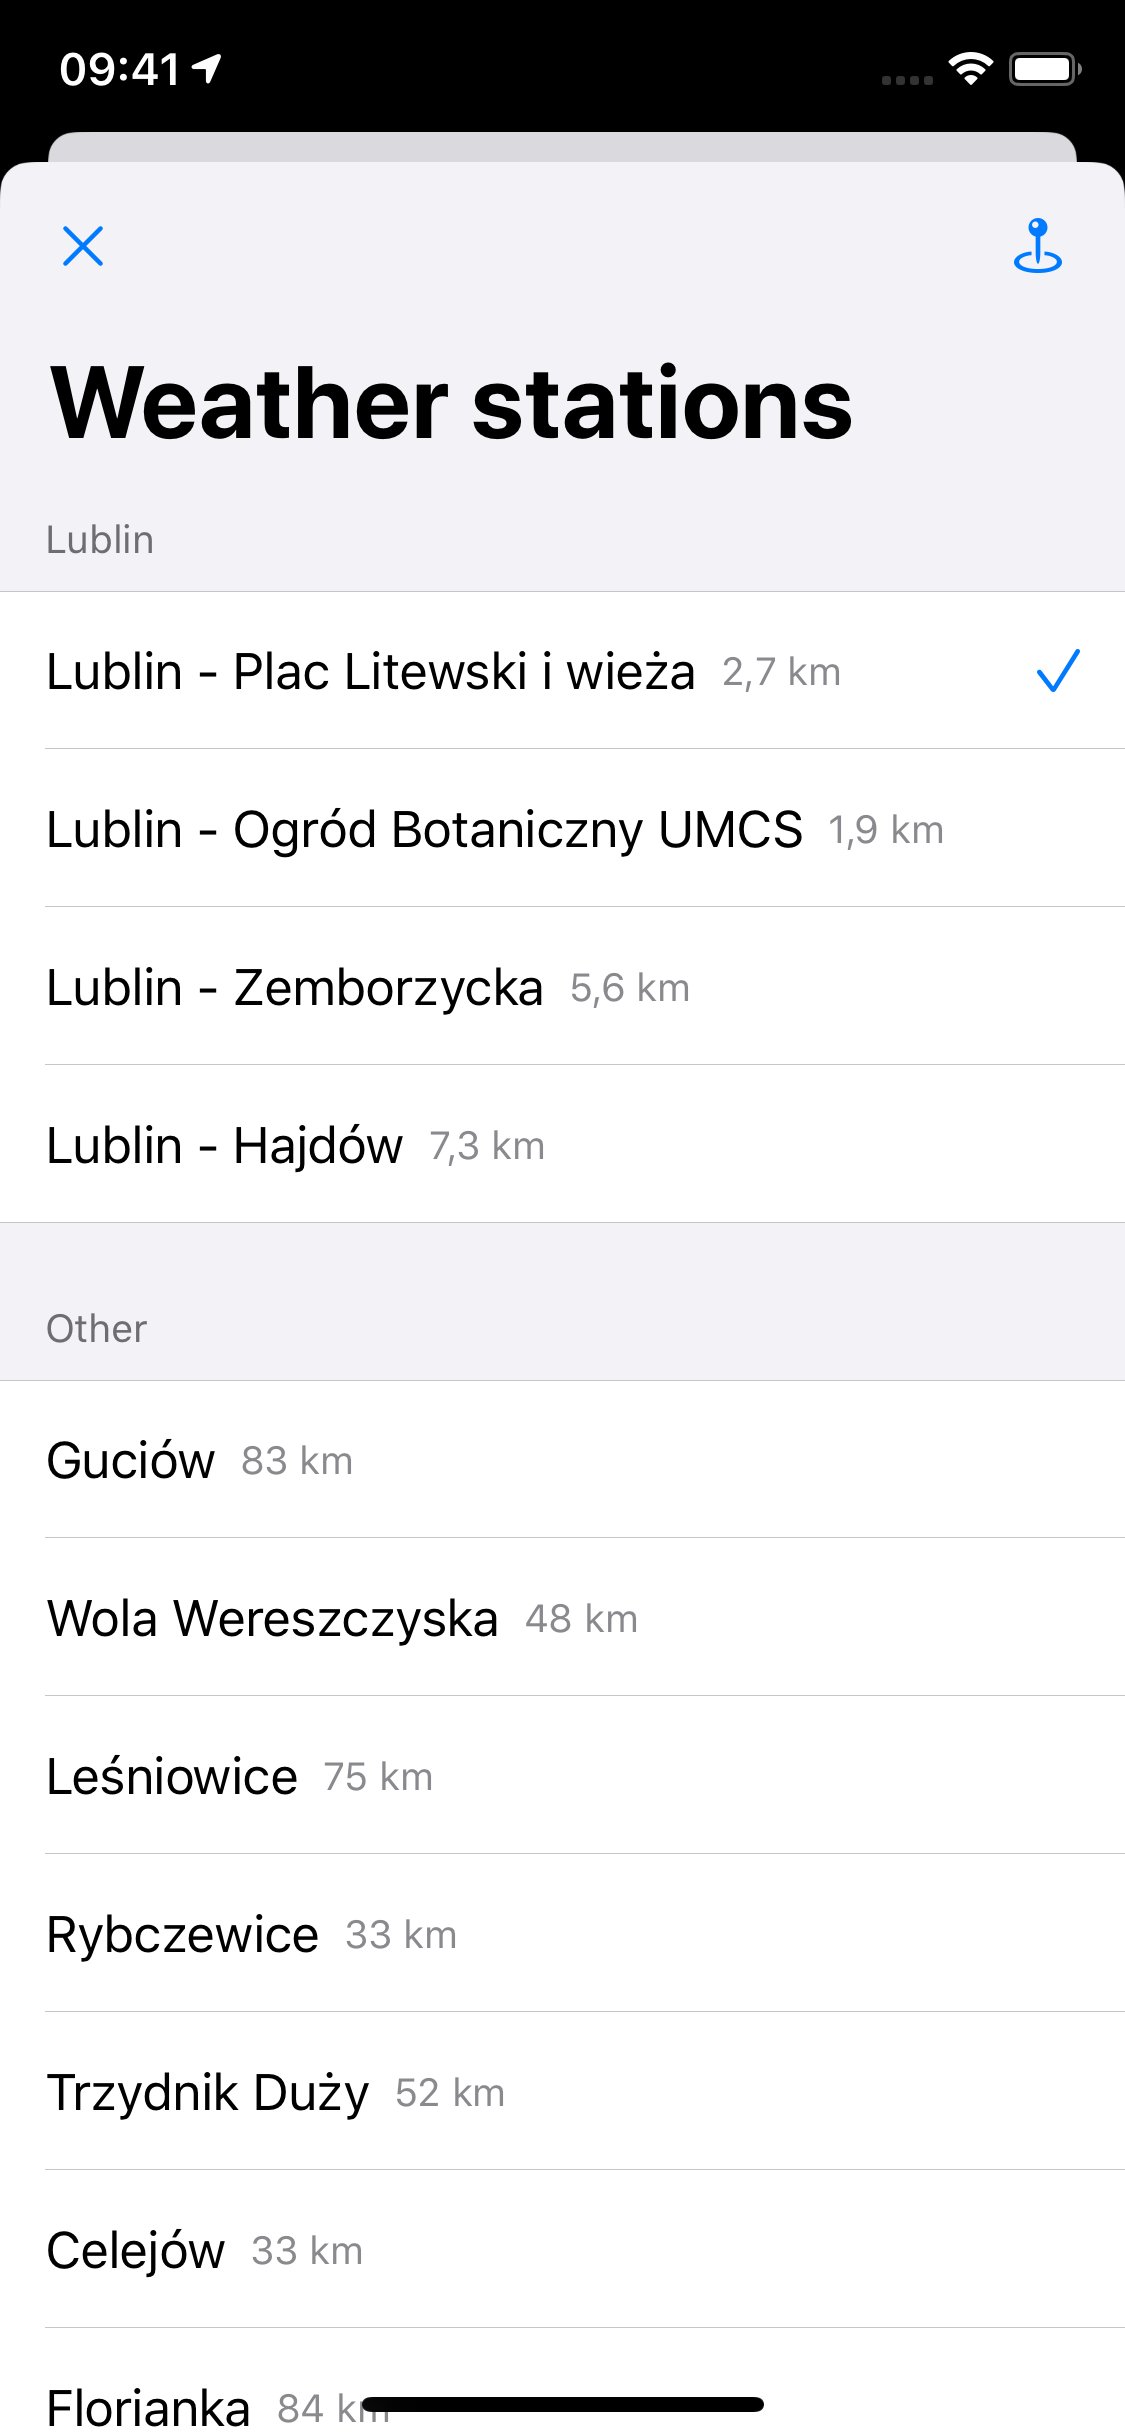 09:41
Weather stations
Lublin
Lublin - Plac Litewski i wieża 2,7 km
Lublin - Ogród Botaniczny UMCS 1,9 km
Lublin - Zemborzycka 5,6 km
Lublin - Hajdów 7,3 km
Other
Guciów 83 km
Wola Wereszczyska 48 km
Leśniowice 75 km
Rybczewice 33 km
Trzydnik Duży 52 km
Celejów 33 km
Florianka 84 km